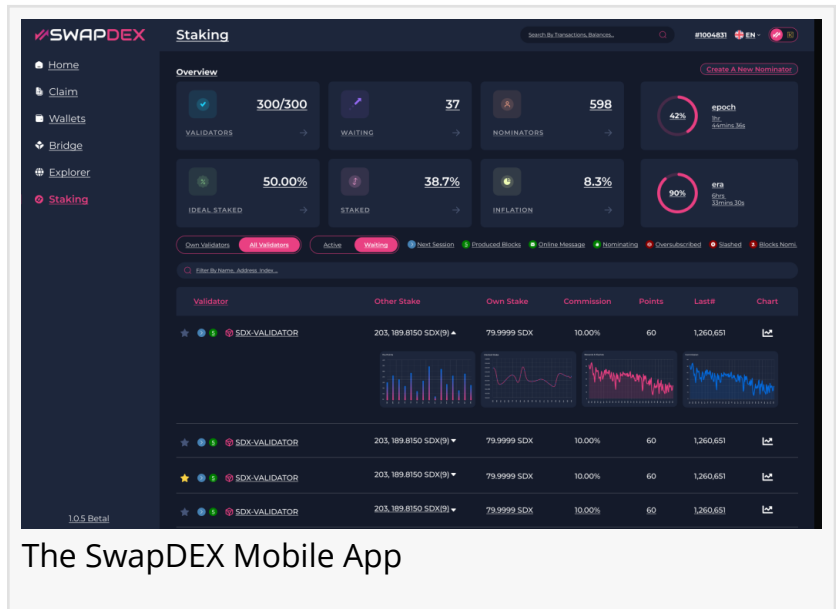 SWAPDEX
Staking
Search By Transactions, Balances...
#1004831 EN
Home
Claim
Wallets
Bridge
Explorer
Staking
Overview
Create A New Nominator
300/300
VALIDATORS
37
WAITING
598
NOMINATORS
42%
epoch
1hr
44mins 36s
50.00%
IDEAL STAKED
38.7%
STAKED
8.3%
INFLATION
90%
era
6hrs
33mins 30s
Own Validators All Validators Active Waiting Next Session Produced Blocks Online Message Nominating Oversubscribed Slashed Blocks Nomi.
Filter By Name, Address, Index...
Validator Other Stake Own Stake Commission Points Last# Chart
SDX-VALIDATOR 203, 189.8150 SDX(9) 79.9999 SDX 10.00% 60 1,260,651
SDX-VALIDATOR 203, 189.8150 SDX(9) 79.9999 SDX 10.00% 60 1,260,651
SDX-VALIDATOR 203, 189.8150 SDX(9) 79.9999 SDX 10.00% 60 1,260,651
SDX-VALIDATOR 203, 189.8150 SDX(9) 79.9999 SDX 10.00% 60 1,260,651
1.0.5 Betal
The SwapDEX Mobile App